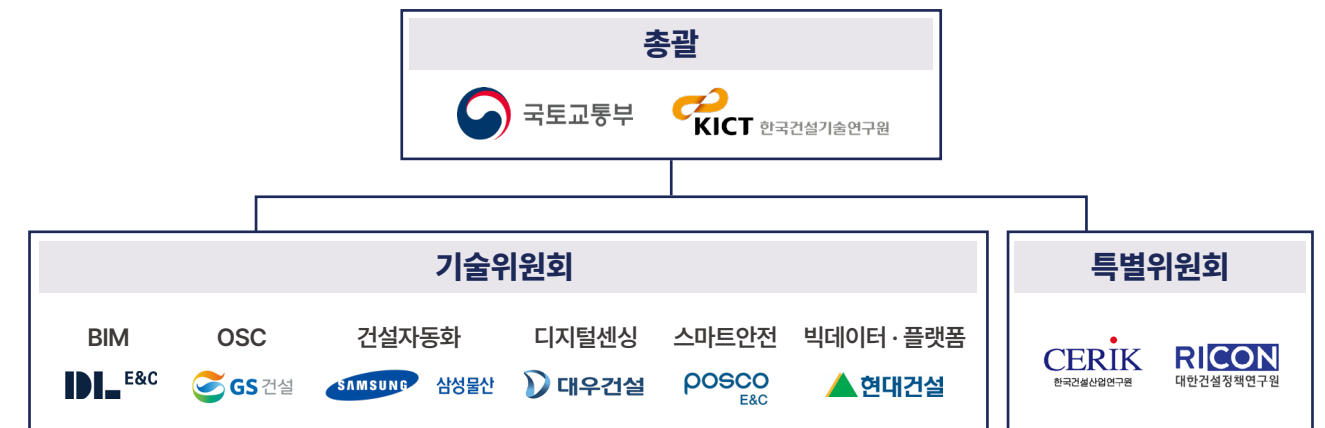 총괄
국토교통부 KICT 한국건설기술연구원
기술위원회 특별위원회
BIM OSC 건설자동화 디지털센싱 스마트안전 빅데이터 · 플랫폼
DL E&C GS건설 SAMSUNG 삼성물산 대우건설 posco E&C 현대건설
CERIK 한국건설산업연구원 RICON 대한건설정책연구원